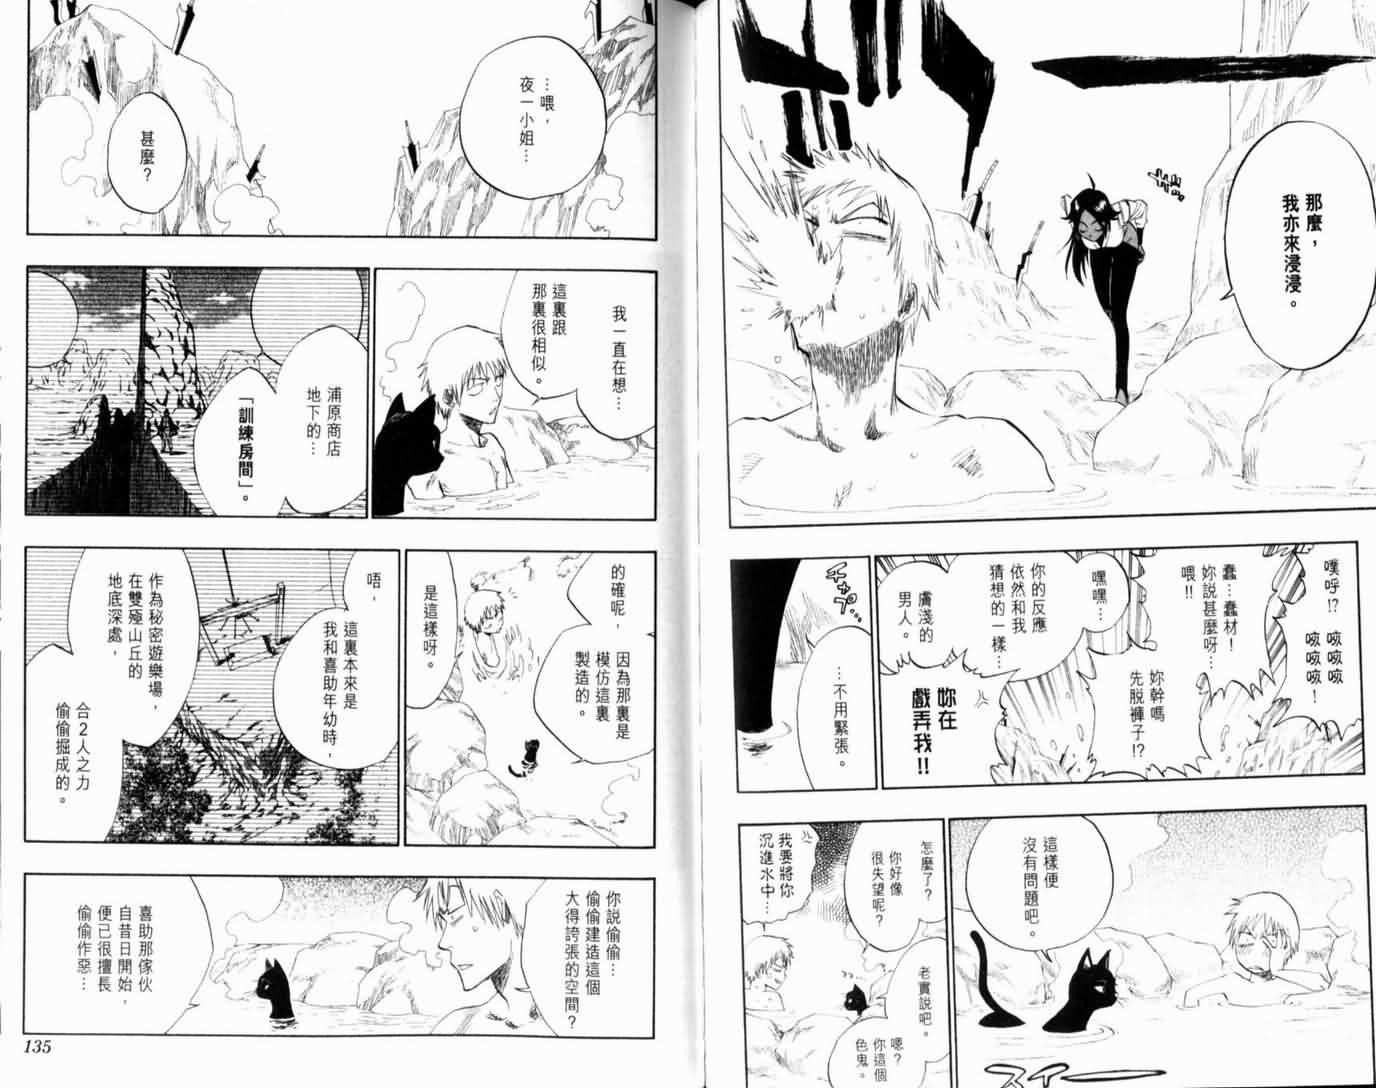 那麼，
我亦來浸浸。
噗呼!?
咳咳咳
咳咳咳！
蠢…蠢材！
妳說甚麼呀…
喂!!
妳幹嗎
先脫褲子!?
嘿嘿…
你的反應
依然和我
猜想的一樣…
膚淺的
男人。
妳在
戲弄我!!
チャプ…
…不用緊張。
這樣便
沒有問題吧。
スイー
怎麼了？
你好像
很失望呢？
老實說吧。
嗯？
你這個
色鬼。
我要將你
沉進水中…
…喂，
夜一小姐…
甚麼？
我一直在想…
這裏跟
那裏很相似。
浦原商店
地下的…
「訓練房間」。
的確呢，
因為那裏是
模仿這裏
製造的。
是這樣呀。
唔，
這裏本來是
我和喜助年幼時，
作為秘密遊樂場，
在雙殛山丘的
地底深處，
合2人之力
偷偷掘成的。
你說偷偷…
偷偷建造這個
大得誇張的空間？
喜助那傢伙
自昔日開始，
便已很擅長
偷偷作惡…
135